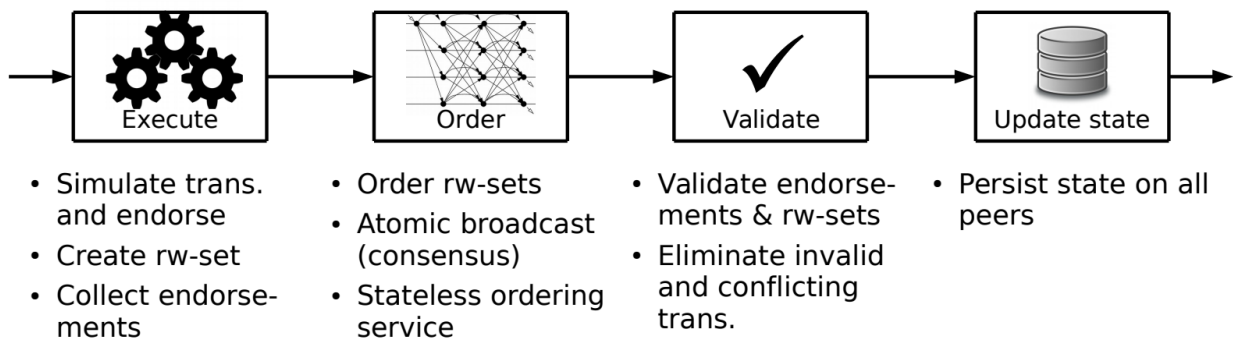 Execute
Order
Validate
Update state
• Simulate trans.
and endorse
• Create rw-set
• Collect endorse-
ments
• Order rw-sets
• Atomic broadcast
(consensus)
• Stateless ordering
service
• Validate endorse-
ments & rw-sets
• Eliminate invalid
and conflicting
trans.
• Persist state on all
peers